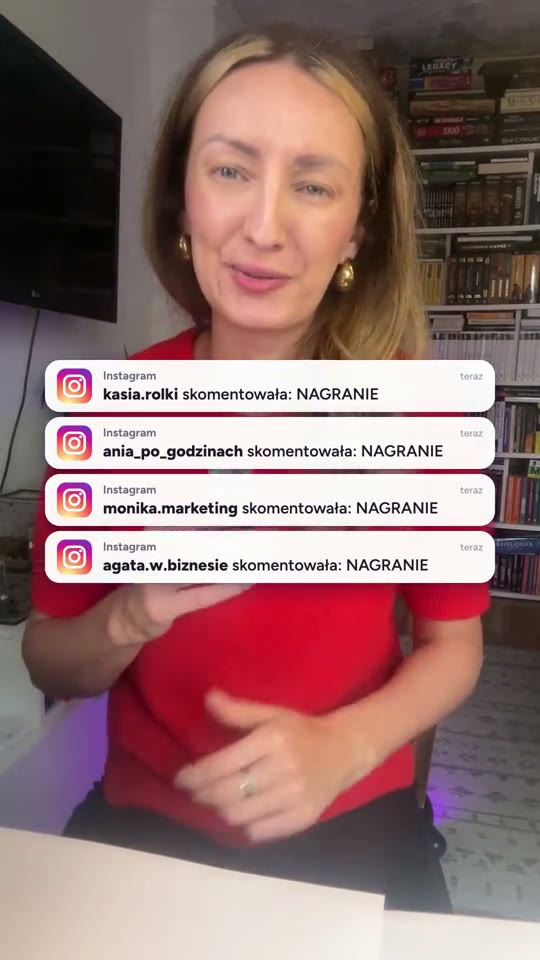 LEGACY
1000
Instagram
teraz
kasia.rolki skomentowała: NAGRANIE
Instagram
teraz
ania_po_godzinach skomentowała: NAGRANIE
Instagram
teraz
monika.marketing skomentowała: NAGRANIE
Instagram
teraz
agata.w.biznesie skomentowała: NAGRANIE